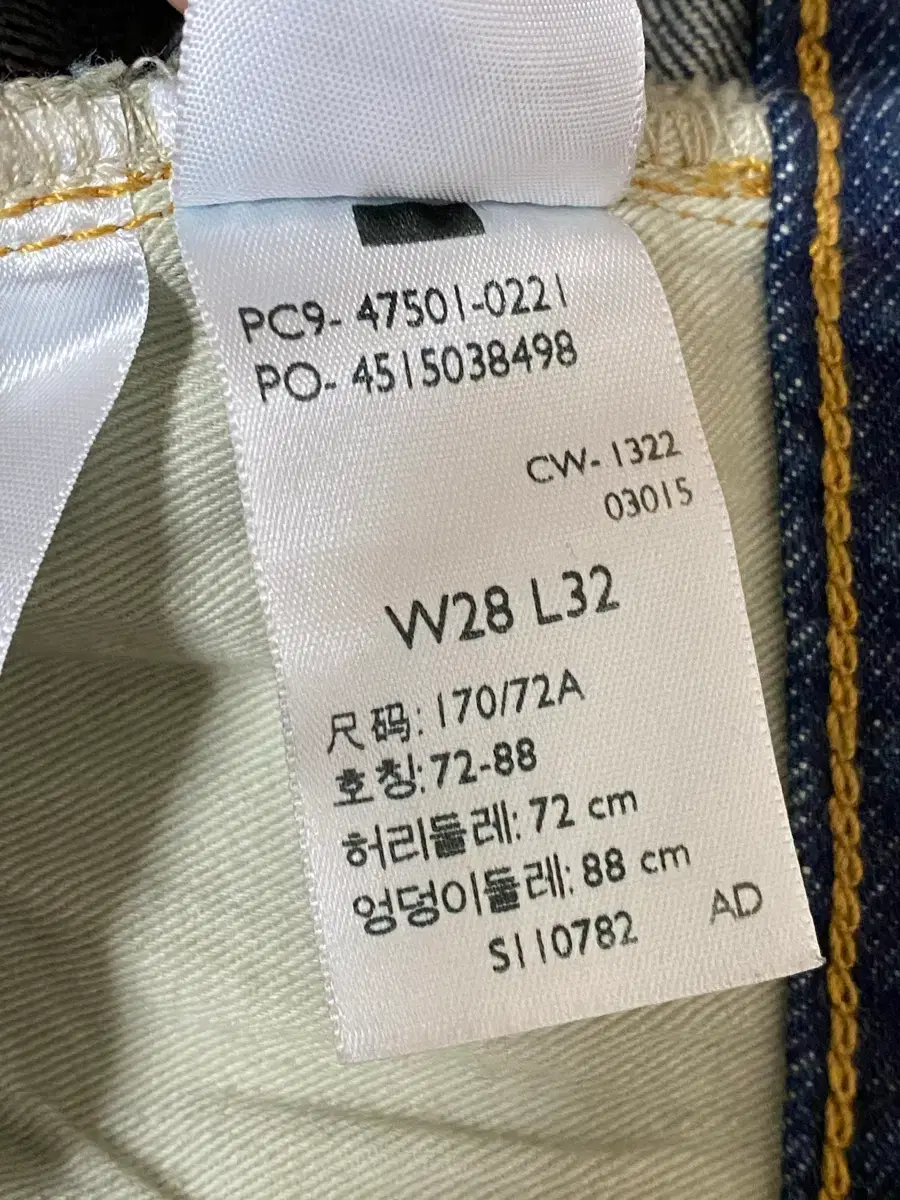 PC9- 47501-0221
PO- 4515038498
CW- 1322
03015
W28 L32
尺码: 170/72A
호칭: 72-88
허리둘레: 72 cm
엉덩이둘레: 88 cm
S110782 AD